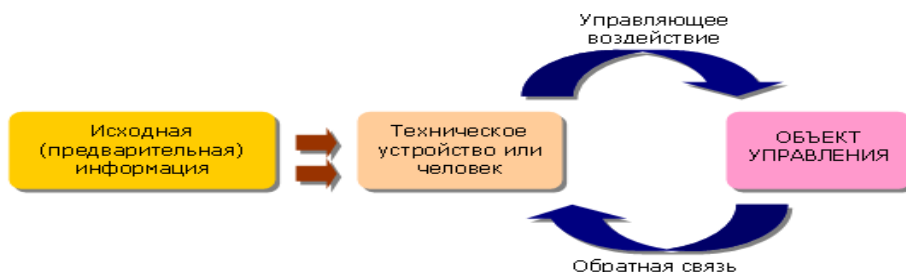 Управляющее
воздействие
Исходная
(предварительная)
информация
Техническое
устройство или
человек
ОБЪЕКТ
УПРАВЛЕНИЯ
Обратная связь